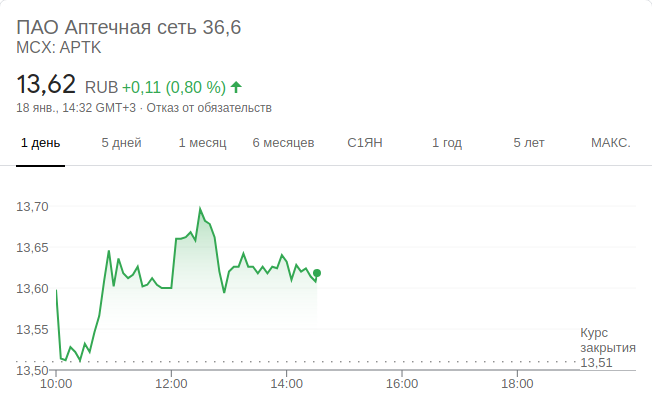 ПАО Аптечная сеть 36,6
MCX: APTK
13,62 RUB +0,11 (0,80 %)
18 янв., 14:32 GMT+3 · Отказ от обязательств
1 день 5 дней 1 месяц 6 месяцев С1ЯН 1 год 5 лет МАКС.
13,70
13,65
13,60
13,55
13,50
Курс
закрытия
13,51
10:00 12:00 14:00 16:00 18:00